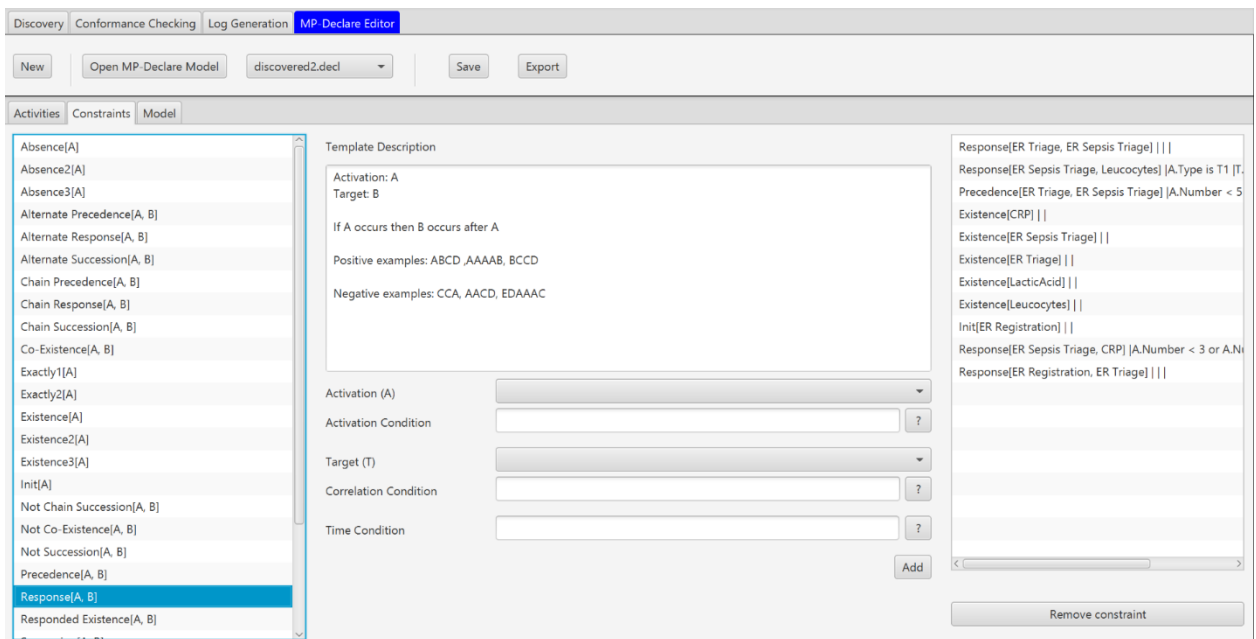 Discovery Conformance Checking Log Generation MP-Declare Editor
New Open MP-Declare Model discovered2.decl Save Export
Activities Constraints Model
Absence[A]
Absence2[A]
Absence3[A]
Alternate Precedence[A, B]
Alternate Response[A, B]
Alternate Succession[A, B]
Chain Precedence[A, B]
Chain Response[A, B]
Chain Succession[A, B]
Co-Existence[A, B]
Exactly1[A]
Exactly2[A]
Existence[A]
Existence2[A]
Existence3[A]
Init[A]
Not Chain Succession[A, B]
Not Co-Existence[A, B]
Not Succession[A, B]
Precedence[A, B]
Response[A, B]
Responded Existence[A, B]
Template Description
Activation: A
Target: B
If A occurs then B occurs after A
Positive examples: ABCD ,AAAAB, BCCD
Negative examples: CCA, AACD, EDAAAC
Activation (A)
Activation Condition ?
Target (T)
Correlation Condition ?
Time Condition ?
Add
Response[ER Triage, ER Sepsis Triage] | | |
Response[ER Sepsis Triage, Leucocytes] |A.Type is T1 |T.
Precedence[ER Triage, ER Sepsis Triage] |A.Number < 5
Existence[CRP] | |
Existence[ER Sepsis Triage] | |
Existence[ER Triage] | |
Existence[LacticAcid] | |
Existence[Leucocytes] | |
Init[ER Registration] | |
Response[ER Sepsis Triage, CRP] |A.Number < 3 or
Response[ER Registration, ER Triage] | | |
Remove constraint